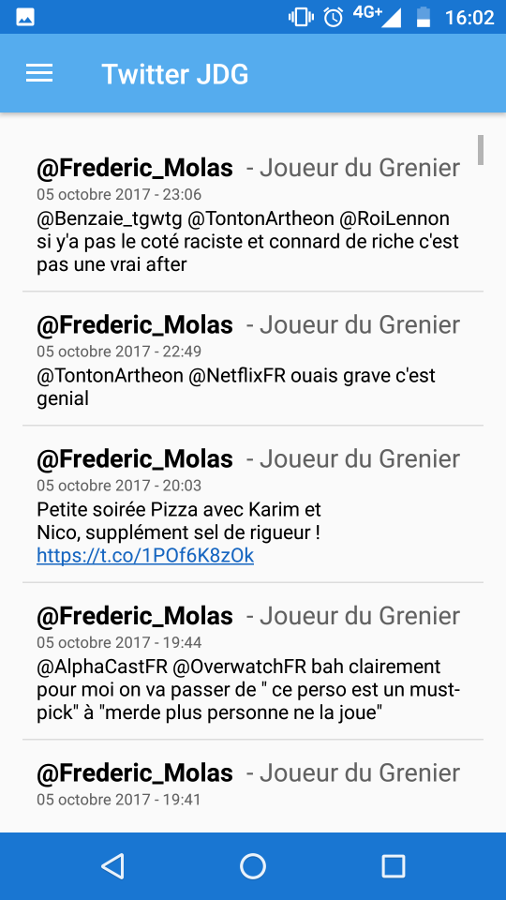 4G+ 16:02
Twitter JDG
@Frederic_Molas - Joueur du Grenier
05 octobre 2017 - 23:06
@Benzaie_tgwtg @TontonArtheon @RoiLennon
si y'a pas le coté raciste et connard de riche c'est
pas une vrai after
@Frederic_Molas - Joueur du Grenier
05 octobre 2017 - 22:49
@TontonArtheon @NetflixFR ouais grave c'est
genial
@Frederic_Molas - Joueur du Grenier
05 octobre 2017 - 20:03
Petite soirée Pizza avec Karim et
Nico, supplément sel de rigueur !
https://t.co/1POf6K8zOk
@Frederic_Molas - Joueur du Grenier
05 octobre 2017 - 19:44
@AlphaCastFR @OverwatchFR bah clairement
pour moi on va passer de " ce perso est un must-
pick" à "merde plus personne ne la joue"
@Frederic_Molas - Joueur du Grenier
05 octobre 2017 - 19:41